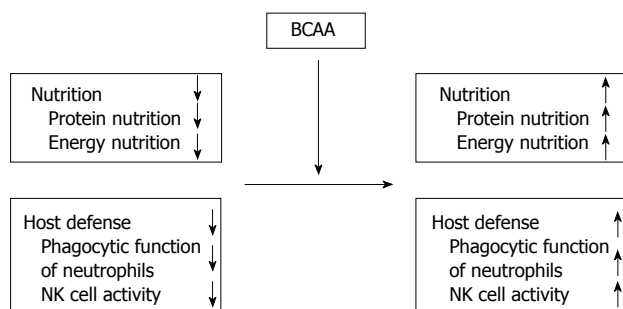 BCAA
Nutrition
Protein nutrition
Energy nutrition
Host defense
Phagocytic function
of neutrophils
NK cell activity
Nutrition
Protein nutrition
Energy nutrition
Host defense
Phagocytic function
of neutrophils
NK cell activity